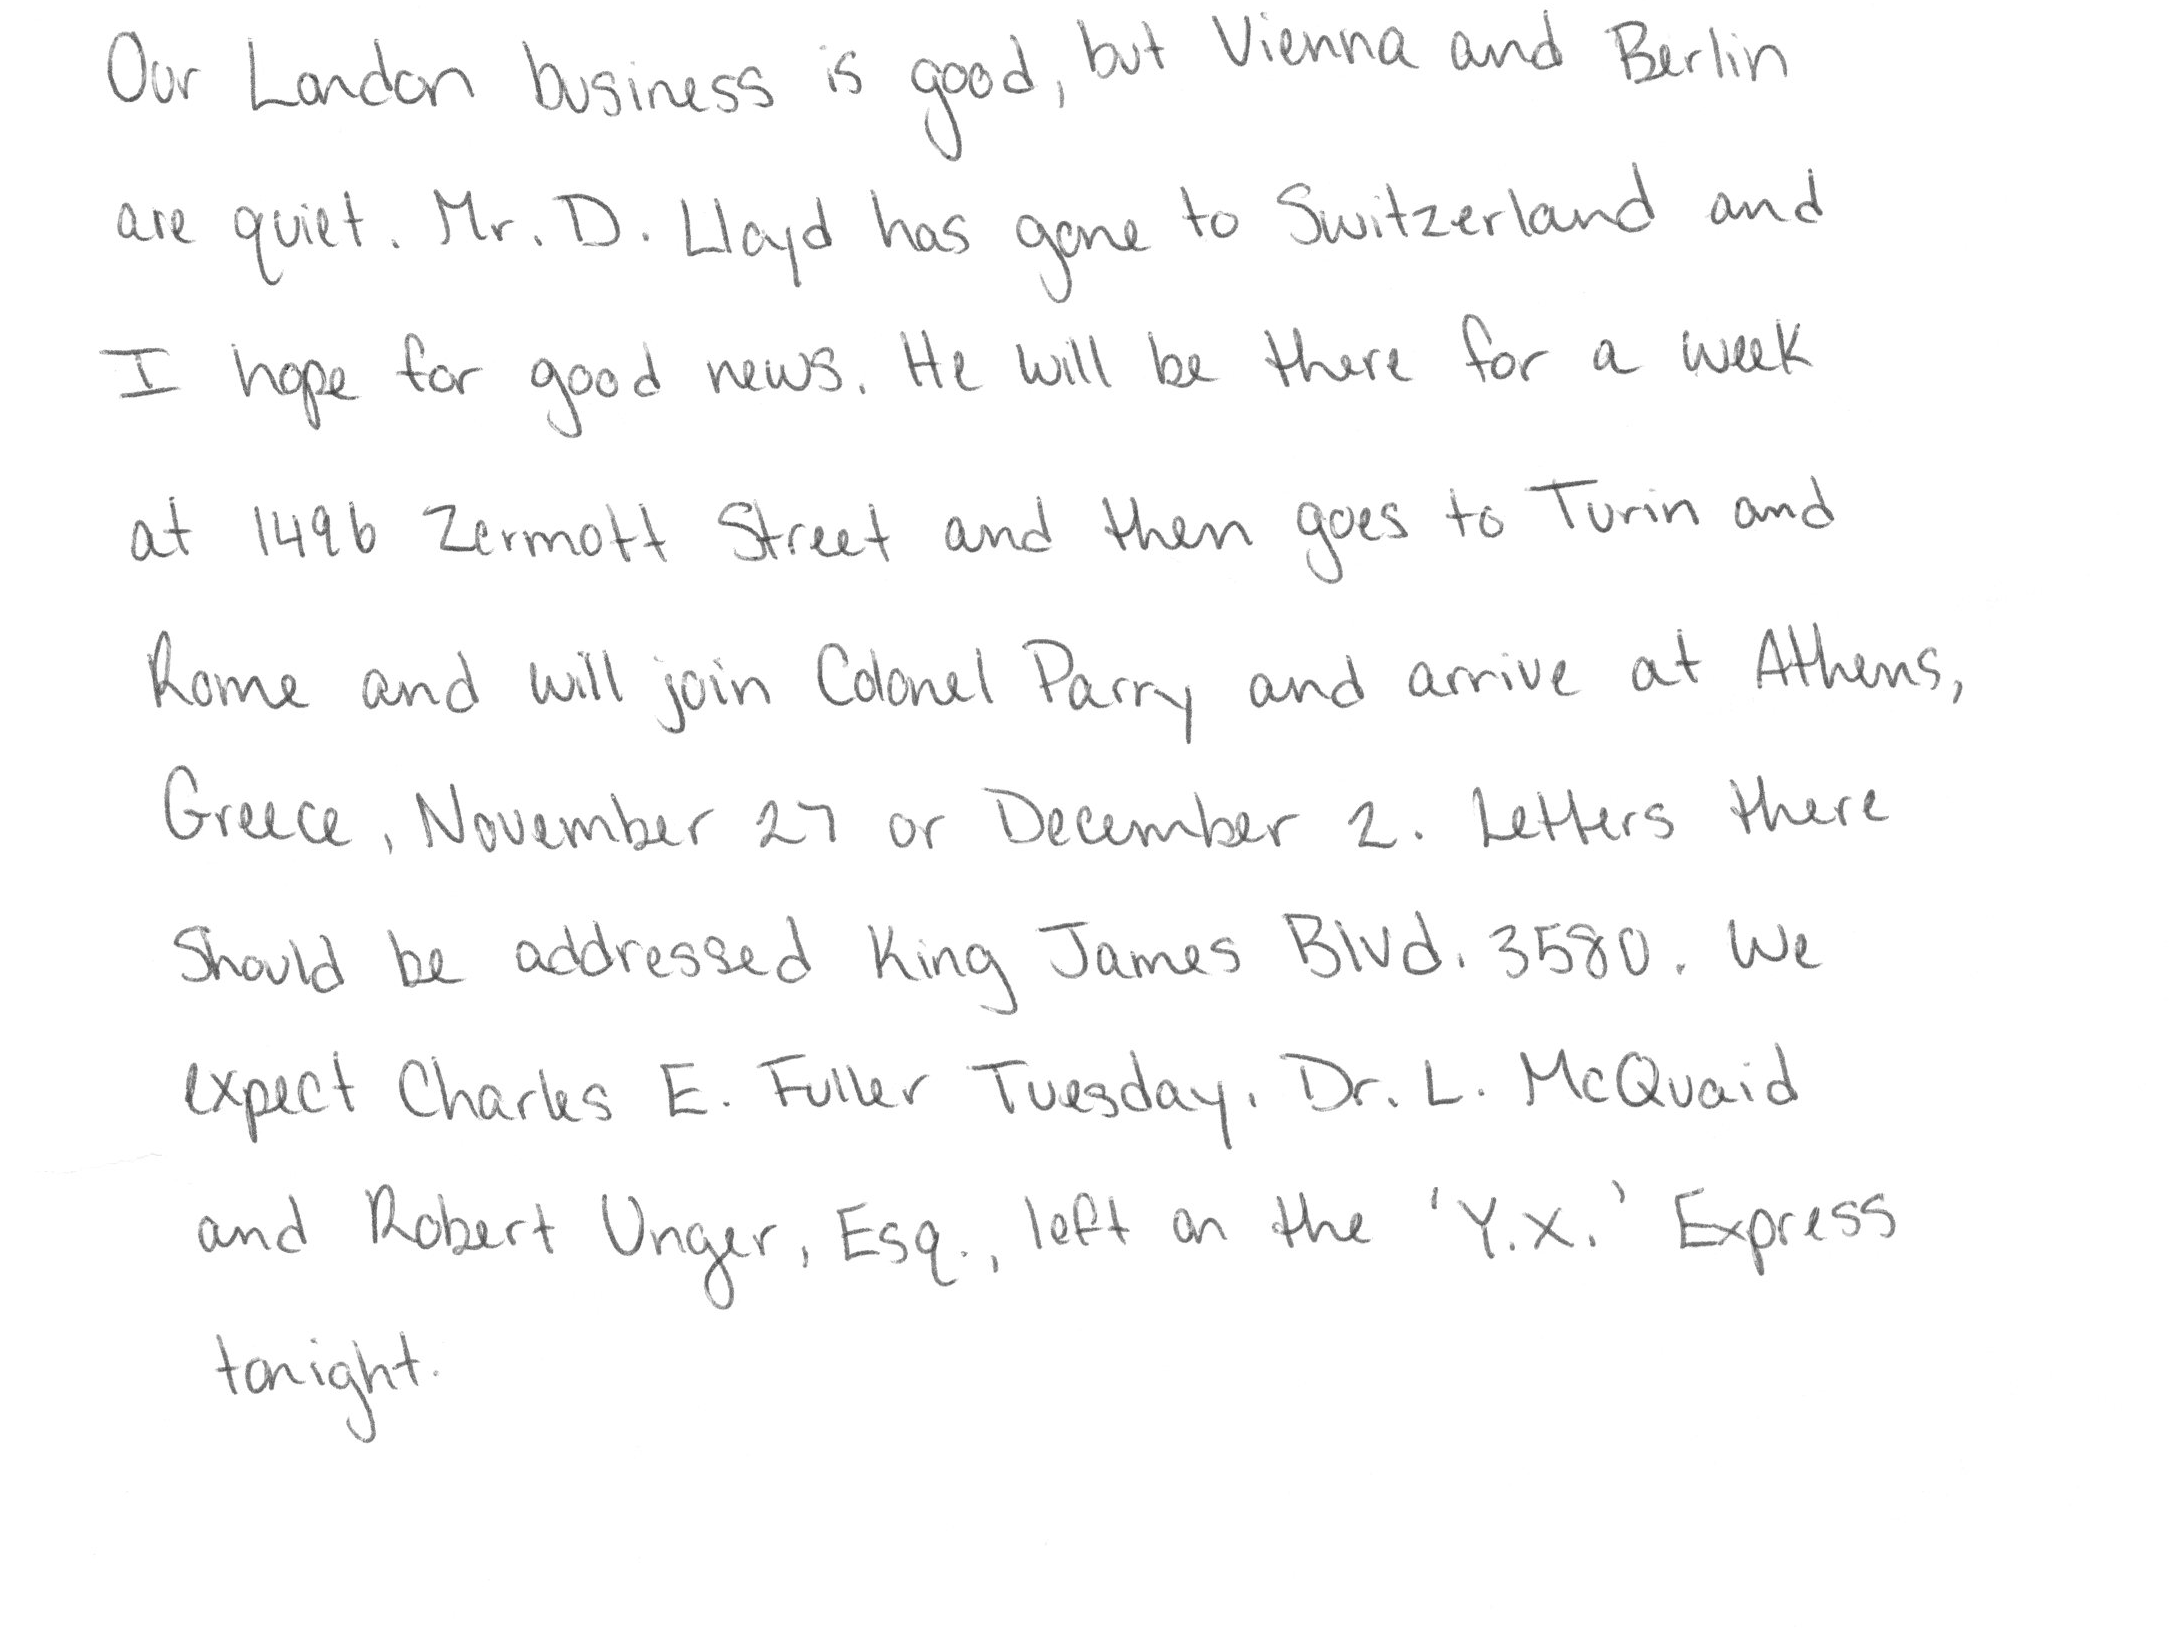 Our London business is good, but Vienna and Berlin
are quiet. Mr. D. Lloyd has gone to Switzerland and
I hope for good news. He will be there for a week
at 1496 Zermott Street and then goes to Turin and
Rome and will join Colonel Parry and arrive at Athens,
Greece, November 27 or December 2. Letters there
should be addressed King James Blvd. 3580. We
expect Charles E. Fuller Tuesday. Dr. L. McQuaid
and Robert Unger, Esq., left on the 'Y.X.' Express
tonight.